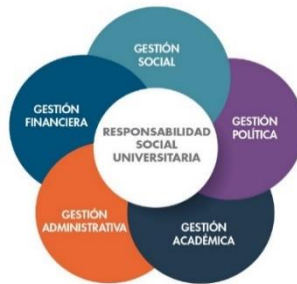 GESTIÓN
SOCIAL
GESTIÓN
FINANCIERA
GESTIÓN
POLÍTICA
RESPONSABILIDAD
SOCIAL
UNIVERSITARIA
GESTIÓN
ADMINISTRATIVA
GESTIÓN
ACADÉMICA